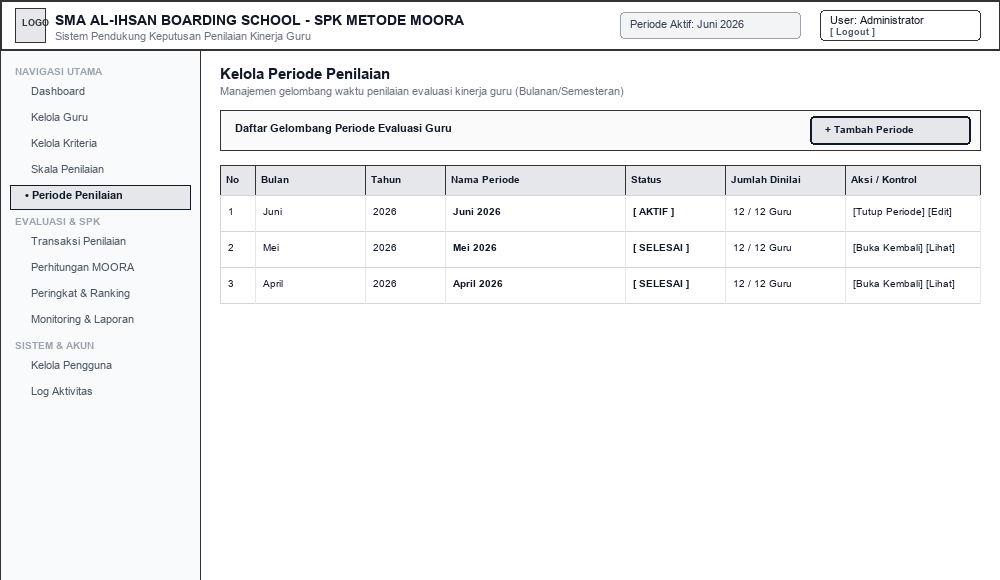 LOGO
SMA AL-IHSAN BOARDING SCHOOL - SPK METODE MOORA
Sistem Pendukung Keputusan Penilaian Kinerja Guru
Periode Aktif: Juni 2026
User: Administrator
[ Logout ]
NAVIGASI UTAMA
Dashboard
Kelola Guru
Kelola Kriteria
Skala Penilaian
• Periode Penilaian
EVALUASI & SPK
Transaksi Penilaian
Perhitungan MOORA
Peringkat & Ranking
Monitoring & Laporan
SISTEM & AKUN
Kelola Pengguna
Log Aktivitas
Kelola Periode Penilaian
Manajemen gelombang waktu penilaian evaluasi kinerja guru (Bulanan/Semesteran)
Daftar Gelombang Periode Evaluasi Guru
+ Tambah Periode
No Bulan Tahun Nama Periode Status Jumlah Dinilai Aksi / Kontrol
1 Juni 2026 Juni 2026 [ AKTIF ] 12 / 12 Guru [Tutup Periode] [Edit]
2 Mei 2026 Mei 2026 [ SELESAI ] 12 / 12 Guru [Buka Kembali] [Lihat]
3 April 2026 April 2026 [ SELESAI ] 12 / 12 Guru [Buka Kembali] [Lihat]